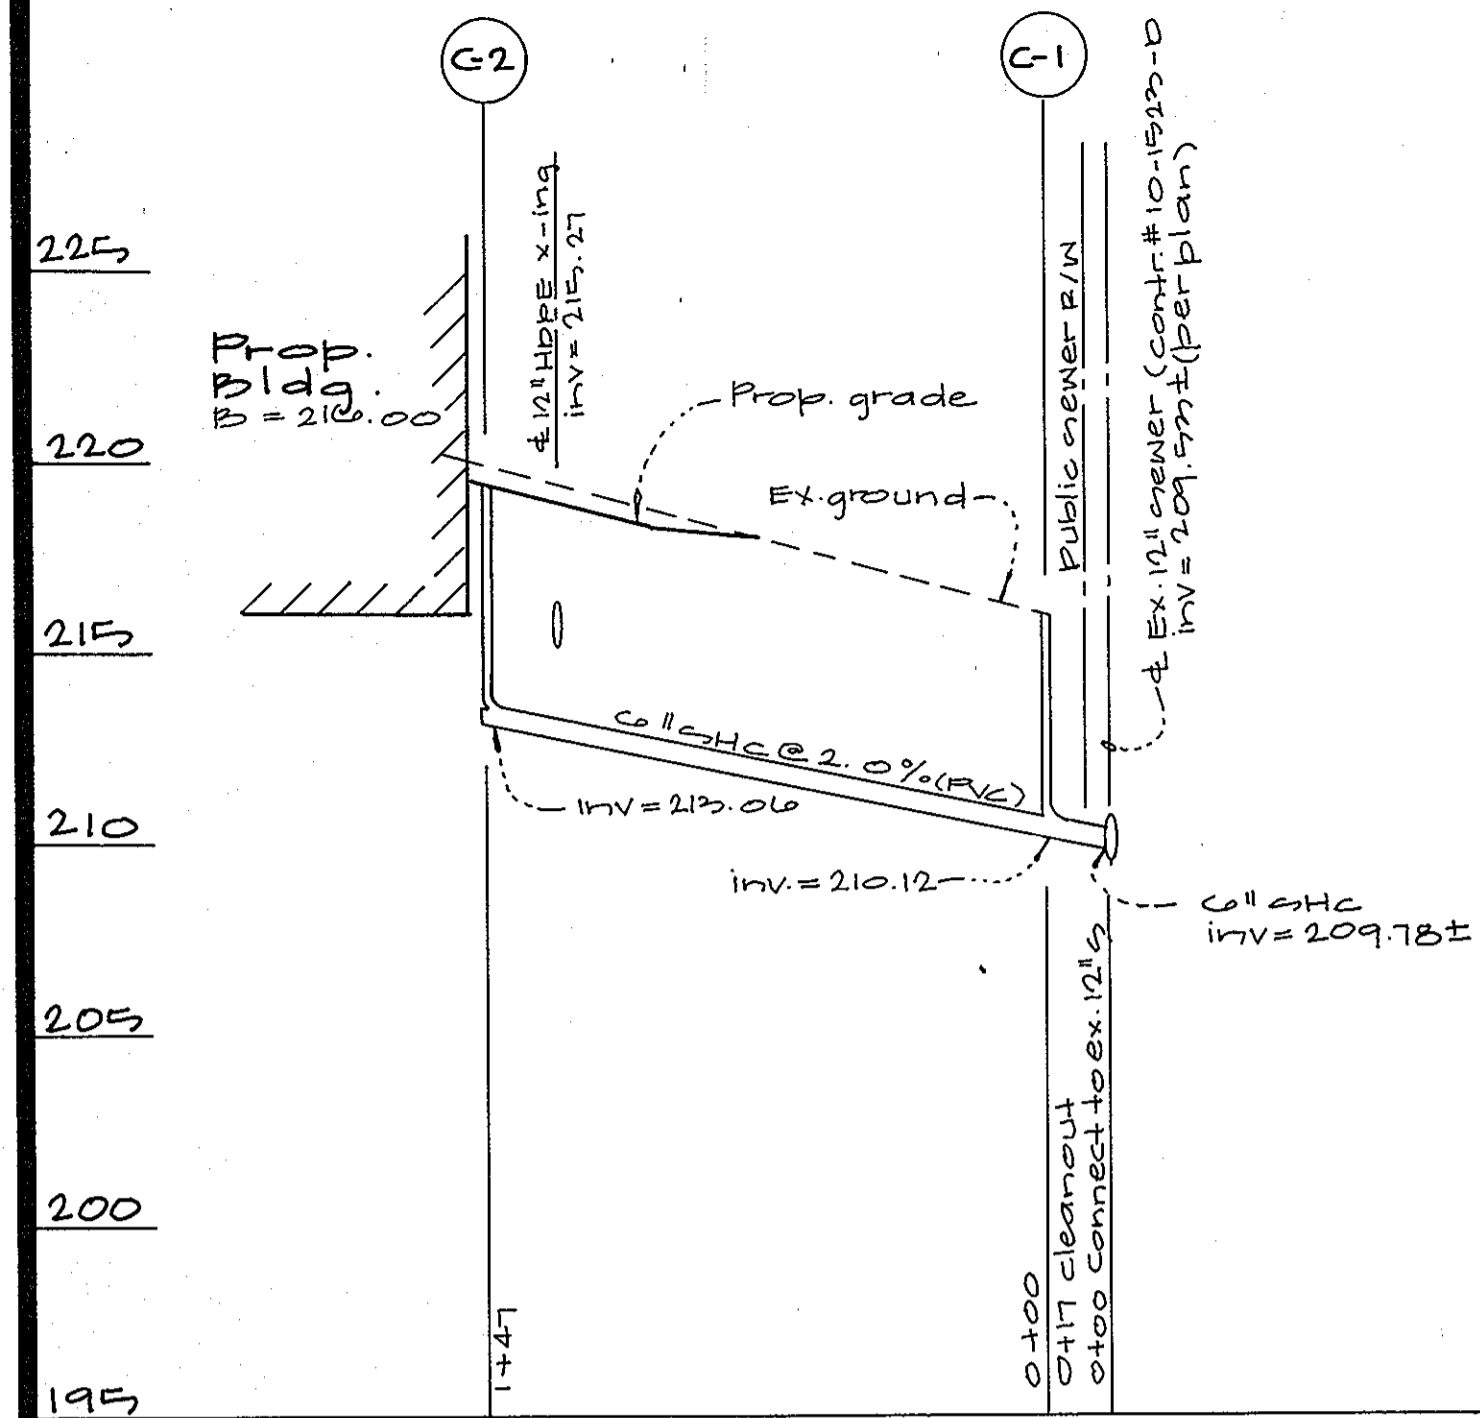 C-2
C-1
225
220
215
210
205
200
195
Prop.
Bldg.
B = 216.00
℄ 12" HDPE x-ing
inv = 215.27
Prop. grade
Ex. ground
Public sewer R/W
℄ Ex. 12" sewer (contr. #
inv = 209.5 ± (per plan)
6" SHC @ 2.0% (PVC)
inv = 213.06
inv. = 210.12
6" SHC
inv = 209.78±
1+47
0+00
0+17 cleanout
0+00 connect to ex. 12" S